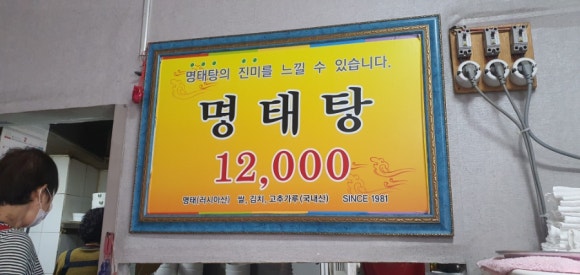 명태탕의 진미를 느낄 수 있습니다.
명태탕
12,000
명태(러시아산) 쌀, 김치, 고추가루(국내산) SINCE 1981